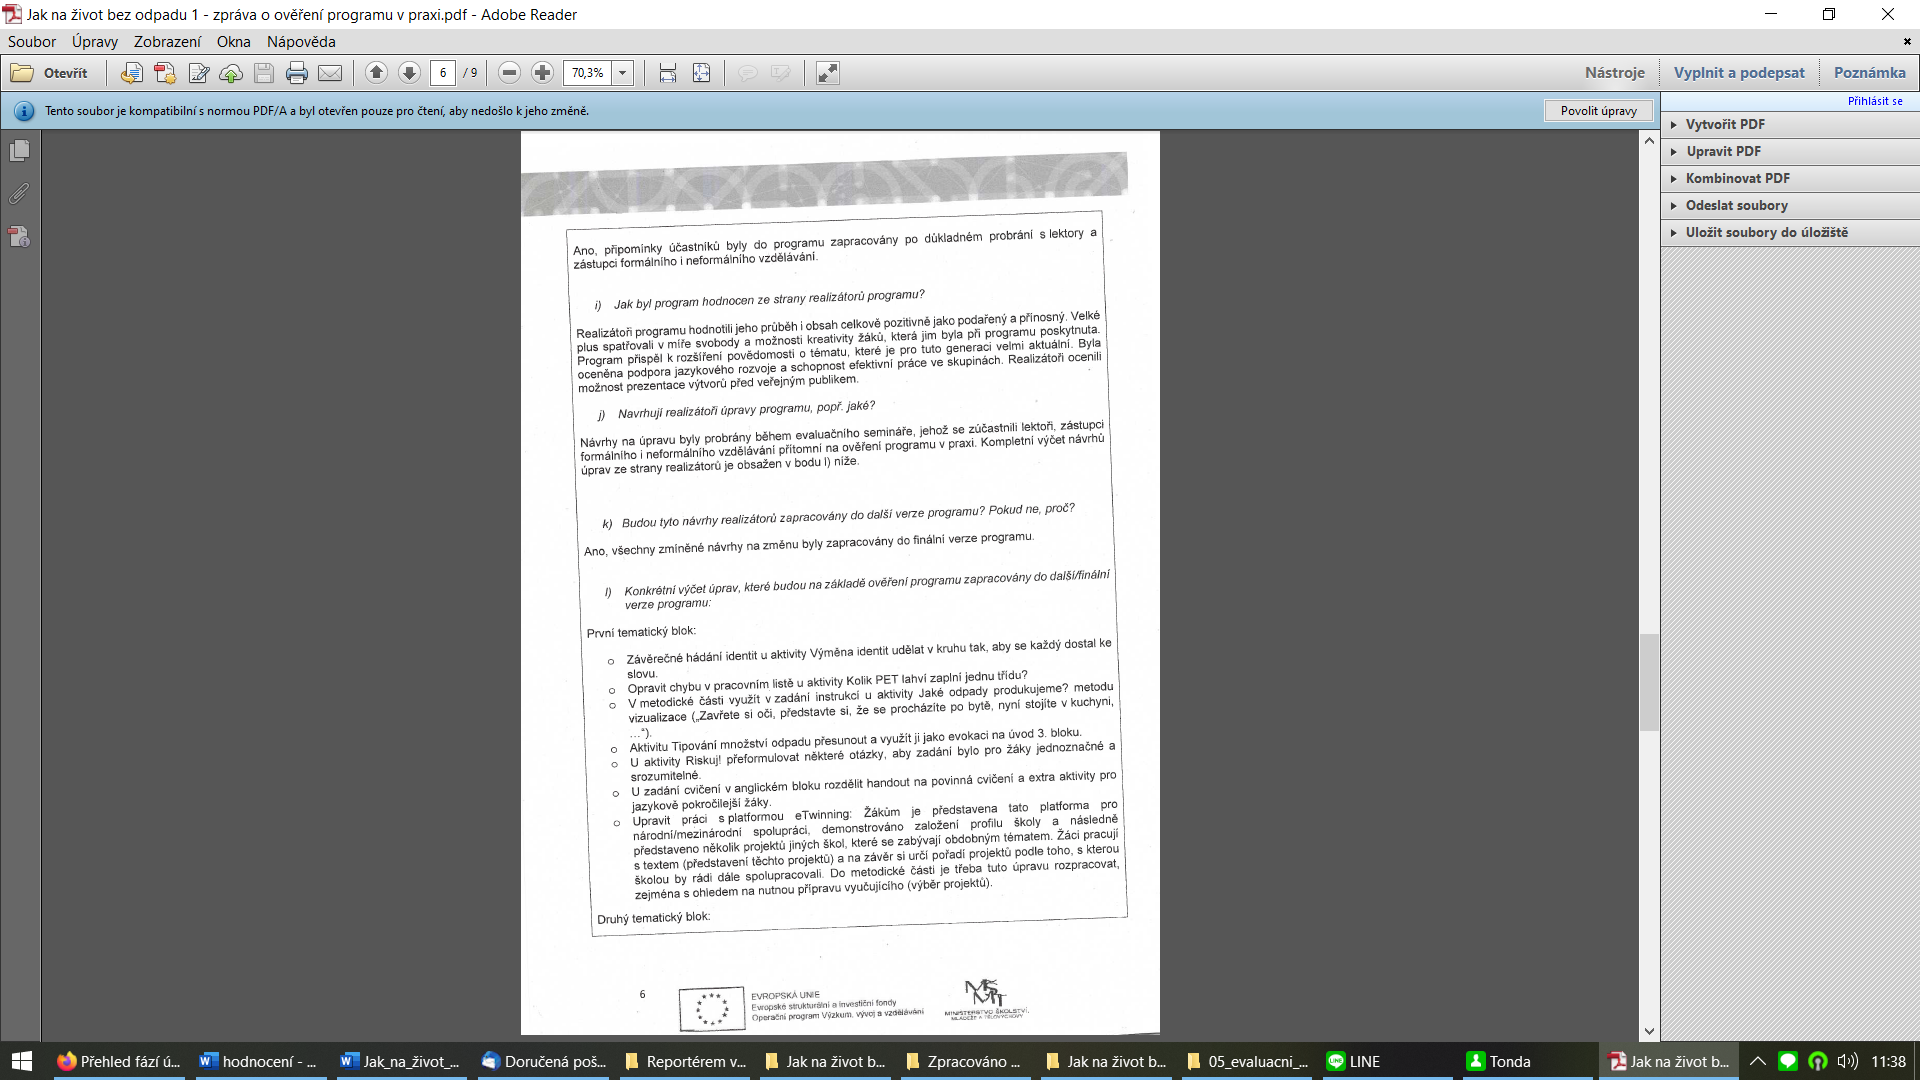 Jak na život bez odpadu 1 - zpráva o ověření programu v praxi.pdf - Adobe Reader
Soubor Úpravy Zobrazení Okna Nápověda
Otevřít 6 / 9 70,3% Nástroje Vyplnit a podepsat Poznámka
Tento soubor je kompatibilní s normou PDF/A a byl otevřen pouze pro čtení, aby nedošlo k jeho změně. Povolit úpravy
Přihlásit se
Vytvořit PDF
Upravit PDF
Kombinovat PDF
Odeslat soubory
Uložit soubory do úložiště
Ano, připomínky účastníků byly do programu zapracovány po důkladném probrání s lektory a
zástupci formálního i neformálního vzdělávání.
i) Jak byl program hodnocen ze strany realizátorů programu?
Realizátoři programu hodnotili jeho průběh i obsah celkově pozitivně jako podařený a přínosný. Velké
plus spatřovali v míře svobody a možnosti kreativity žáků, která jim byla při programu poskytnuta.
Program přispěl k rozšíření povědomosti o tématu, které je pro tuto generaci velmi aktuální. Byla
oceněna podpora jazykového rozvoje a schopnost efektivní práce ve skupinách. Realizátoři ocenili
možnost prezentace výtvorů před veřejným publikem.
j) Navrhují realizátoři úpravy programu, popř. jaké?
Návrhy na úpravu byly probrány během evaluačního semináře, jehož se zúčastnili lektoři, zástupci
formálního i neformálního vzdělávání přítomni na ověření programu v praxi. Kompletní výčet návrhů
úprav ze strany realizátorů je obsažen v bodu l) níže.
k) Budou tyto návrhy realizátorů zapracovány do další verze programu? Pokud ne, proč?
Ano, všechny zmíněné návrhy na změnu byly zapracovány do finální verze programu.
l) Konkrétní výčet úprav, které budou na základě ověření programu zapracovány do další/finální
verze programu:
První tematický blok:
o Závěrečné hádání identit u aktivity Výměna identit udělat v kruhu tak, aby se každý dostal ke
slovu.
o Opravit chybu v pracovním listě u aktivity Kolik PET lahví zaplní jednu třídu?
o V metodické části využít v zadání instrukcí u aktivity Jaké odpady produkujeme? metodu
vizualizace („Zavřete si oči, představte si, že se procházíte po bytě, nyní stojíte v kuchyni,
…“).
o Aktivitu Tipování množství odpadu přesunout a využít ji jako evokaci na úvod 3. bloku.
o U aktivity Riskuj! přeformulovat některé otázky, aby zadání bylo pro žáky jednoznačné a
srozumitelné.
o U zadání cvičení v anglickém bloku rozdělit handout na povinná cvičení a extra aktivity pro
jazykově pokročilejší žáky.
o Upravit práci s platformou eTwinning: Žákům je představena tato platforma pro
národní/mezinárodní spolupráci, demonstrováno založení profilu školy a následně
představeno několik projektů jiných škol, které se zabývají obdobným tématem. Žáci pracují
s textem (představení těchto projektů) a na závěr si určí pořadí projektů podle toho, s kterou
školou by rádi dále spolupracovali. Do metodické části je třeba tuto úpravu rozpracovat,
zejména s ohledem na nutnou přípravu vyučujícího (výběr projektů).
Druhý tematický blok:
6
EVROPSKÁ UNIE
Evropské strukturální a investiční fondy
Operační program Výzkum, vývoj a vzdělávání
MŠMT
MINISTERSTVO ŠKOLSTVÍ,
MLÁDEŽE A TĚLOVÝCHOVY
Přehled fází ú... hodnocení - ... Jak_na_život_... Doručená poš... Reportérem v... Jak na život b... Zpracováno ... Jak na život b... 05_evaluacni_... LINE Tonda Jak na život b... 11:38